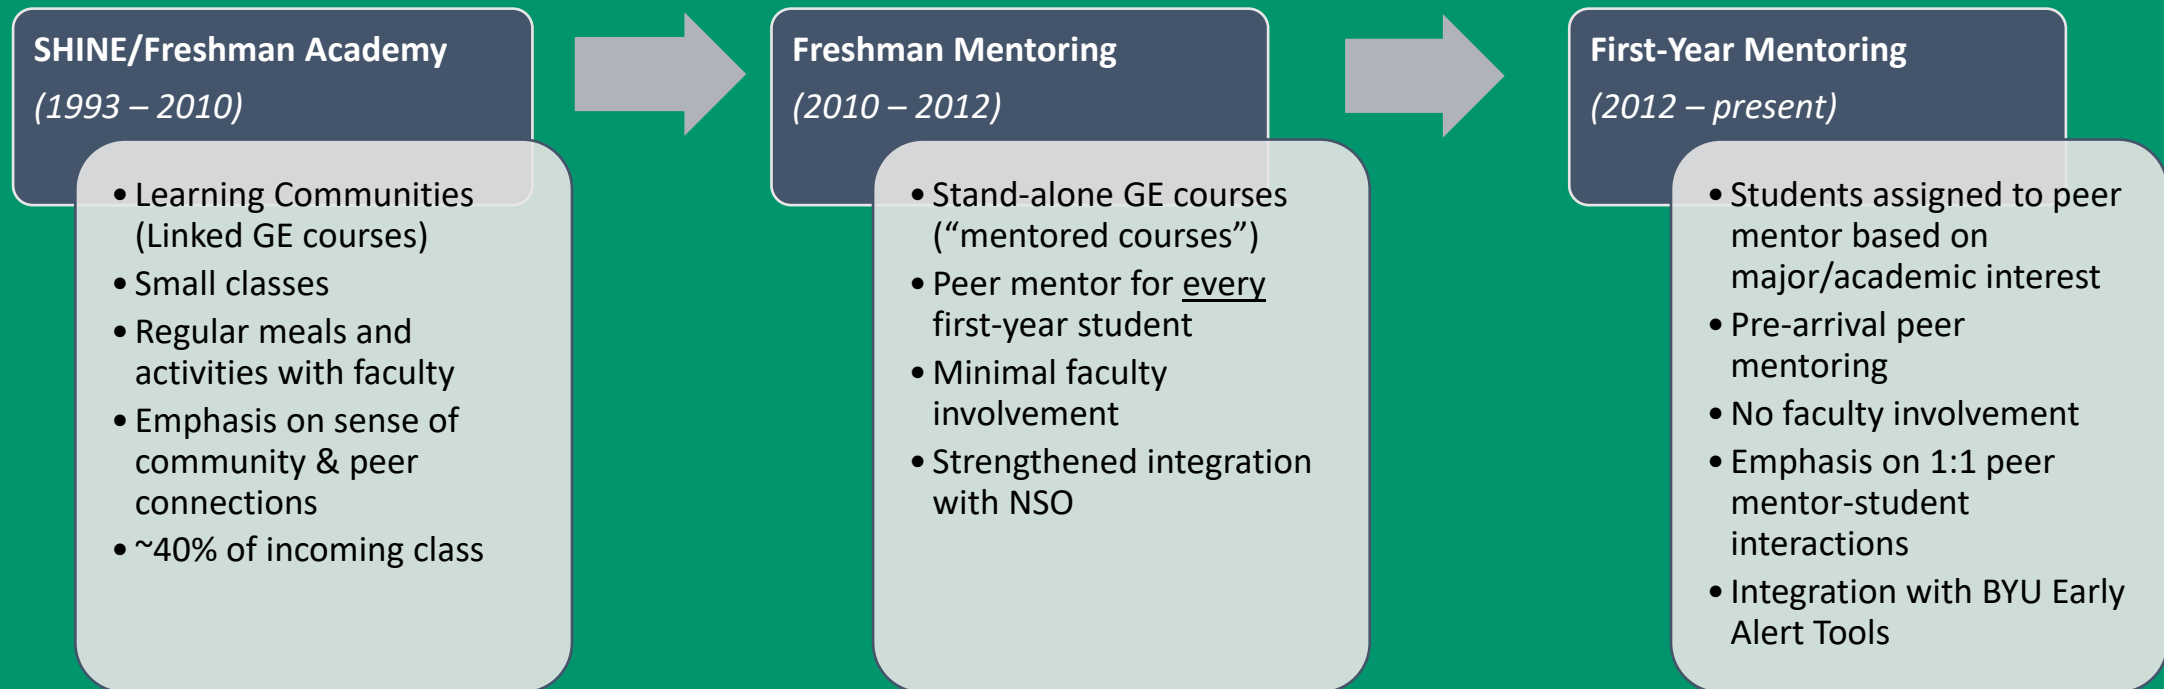 SHINE/Freshman Academy
(1993 – 2010)
• Learning Communities
(Linked GE courses)
• Small classes
• Regular meals and
activities with faculty
• Emphasis on sense of
community & peer
connections
• ~40% of incoming class
Freshman Mentoring
(2010 – 2012)
• Stand-alone GE courses
(“mentored courses”)
• Peer mentor for every
first-year student
• Minimal faculty
involvement
• Strengthened integration
with NSO
First-Year Mentoring
(2012 – present)
• Students assigned to peer
mentor based on
major/academic interest
• Pre-arrival peer
mentoring
• No faculty involvement
• Emphasis on 1:1 peer
mentor-student
interactions
• Integration with BYU Early
Alert Tools